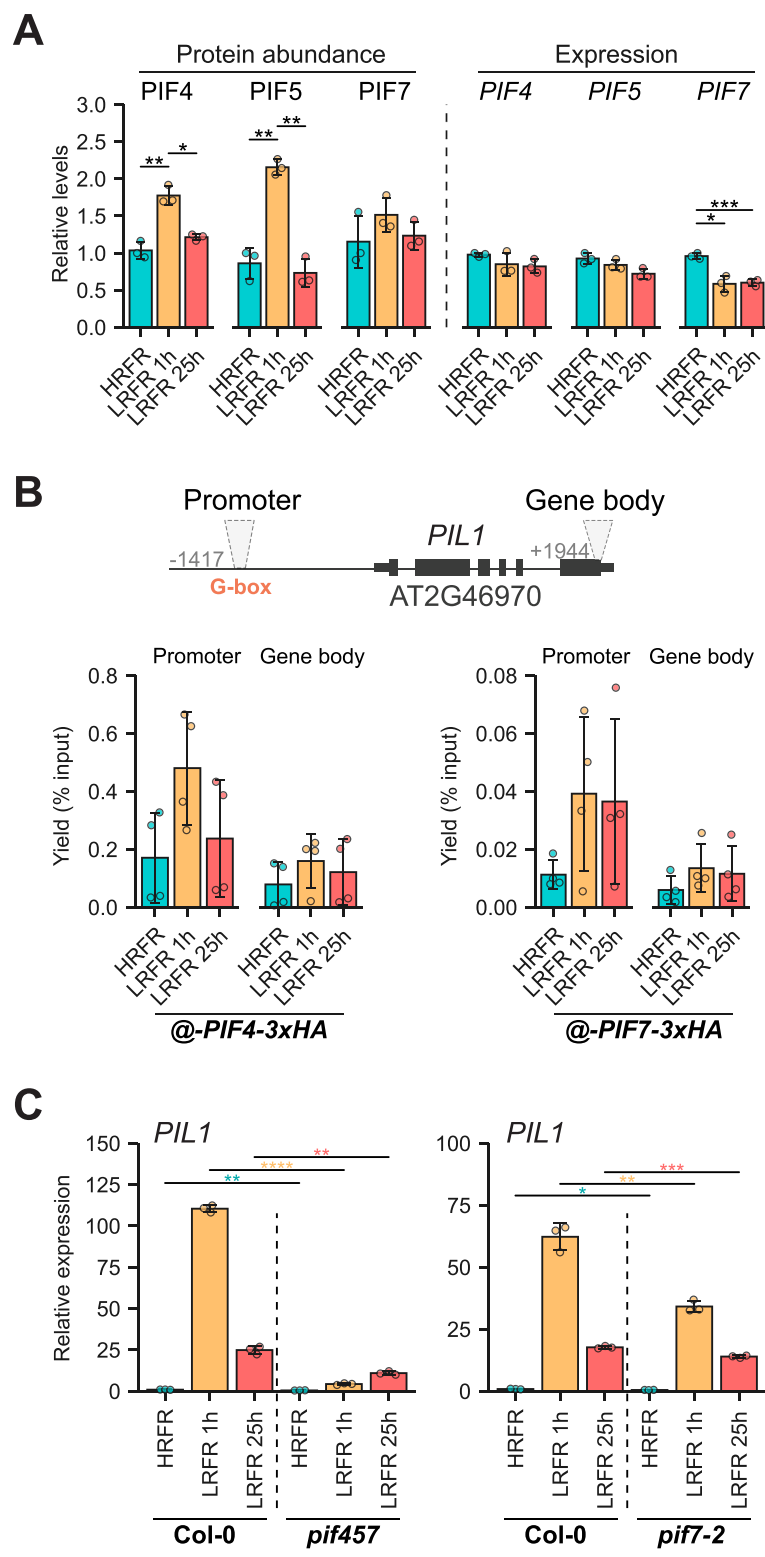 A
Protein abundance Expression
PIF4 PIF5 PIF7 PIF4 PIF5 PIF7
Relative levels
3.0
2.5
2.0
1.5
1.0
0.5
0.0
** * ** ** * ***
HRFR LRFR 1h LRFR 25h HRFR LRFR 1h LRFR 25h HRFR LRFR 1h LRFR 25h HRFR LRFR 1h LRFR 25h HRFR LRFR 1h LRFR 25h HRFR LRFR 1h LRFR 25h
B
Promoter Gene body
PIL1
-1417 +1944
G-box
AT2G46970
Promoter Gene body
Yield (% input)
0.8
0.6
0.4
0.2
0.0
HRFR LRFR 1h LRFR 25h HRFR LRFR 1h LRFR 25h
@-PIF4-3xHA
Promoter Gene body
Yield (% input)
0.08
0.06
0.04
0.02
0.00
HRFR LRFR 1h LRFR 25h HRFR LRFR 1h LRFR 25h
@-PIF7-3xHA
C
PIL1
Relative expression
150
125
100
75
50
25
0
**
****
**
HRFR LRFR 1h LRFR 25h HRFR LRFR 1h LRFR 25h
Col-0 pif457
PIL1
100
75
50
25
0
***
**
*
HRFR LRFR 1h LRFR 25h HRFR LRFR 1h LRFR 25h
Col-0 pif7-2